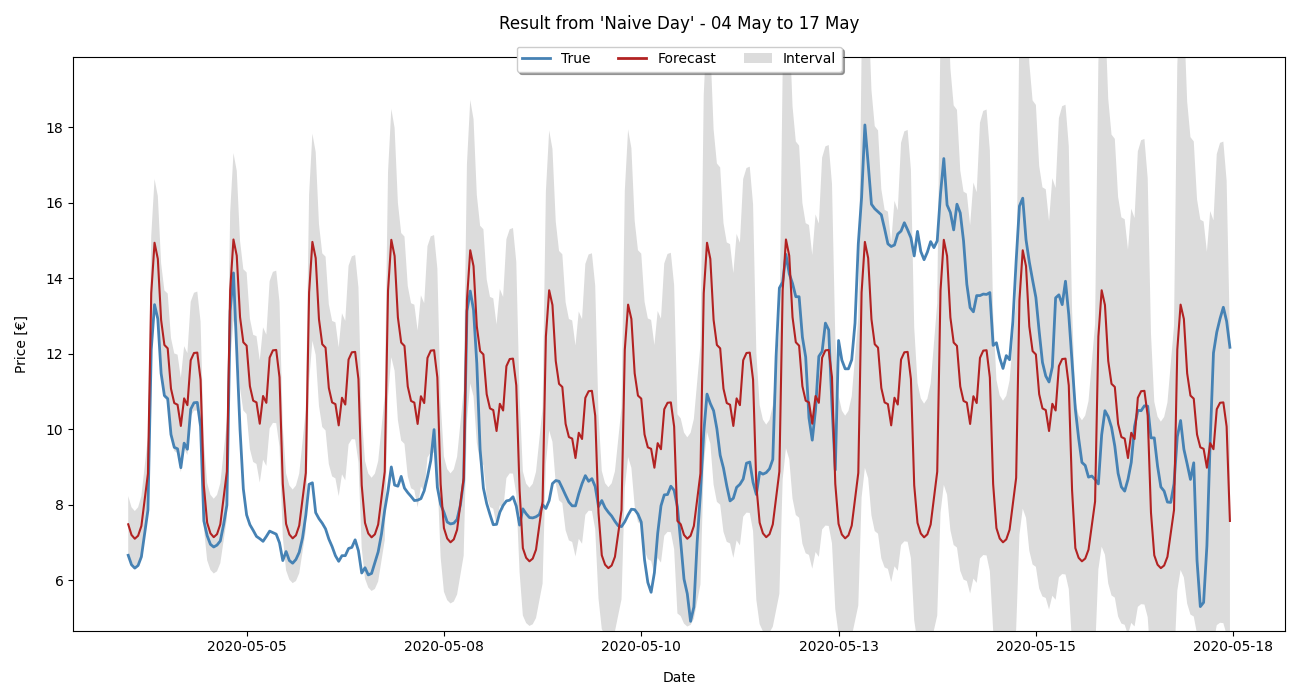 Result from 'Naive Day' - 04 May to 17 May
True Forecast Interval
Price [€]
18
16
14
12
10
8
6
2020-05-05 2020-05-08 2020-05-10 2020-05-13 2020-05-15 2020-05-18
Date